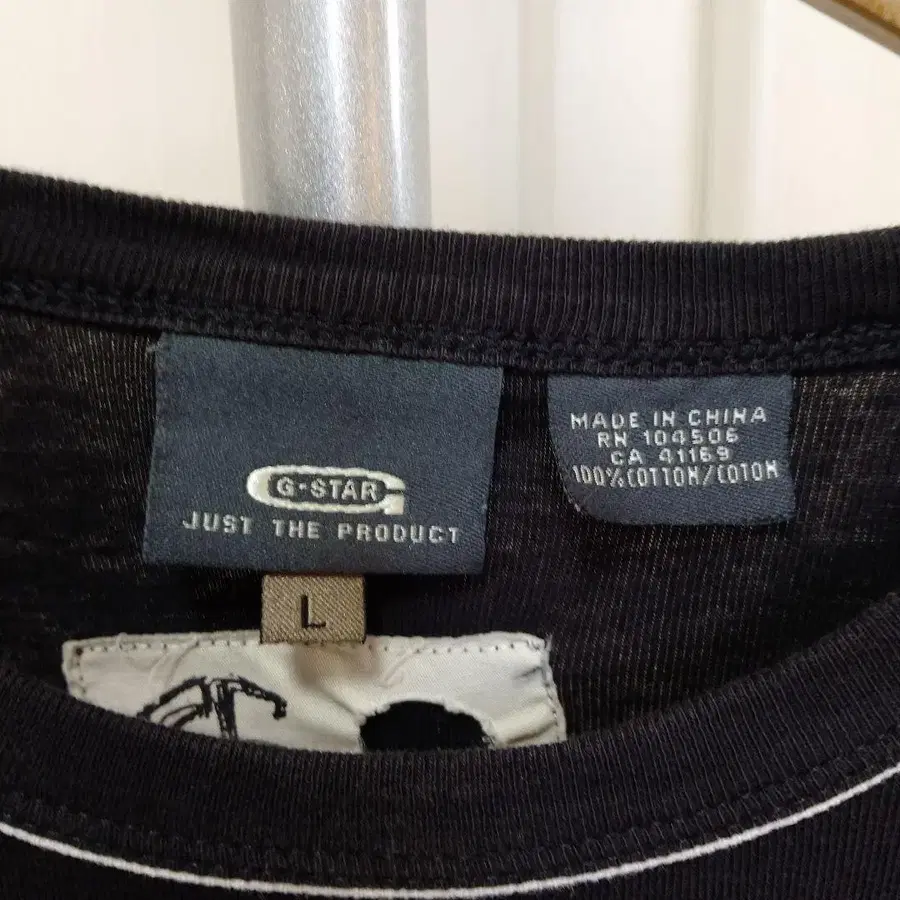 G-STAR
JUST THE PRODUCT
L
MADE IN CHINA
RN 104506
CA 41169
100% COTTON/COTON